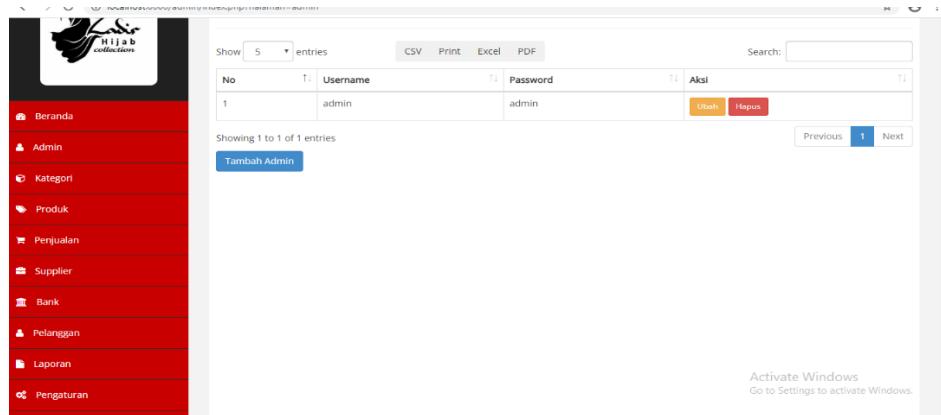 Hijab
collection
Beranda
Admin
Kategori
Produk
Penjualan
Supplier
Bank
Pelanggan
Laporan
Pengaturan
Show 5 entries CSV Print Excel PDF Search:
No Username Password Aksi
1 admin admin Ubah Hapus
Showing 1 to 1 of 1 entries Previous 1 Next
Tambah Admin
Activate Windows
Go to Settings to activate Windows.